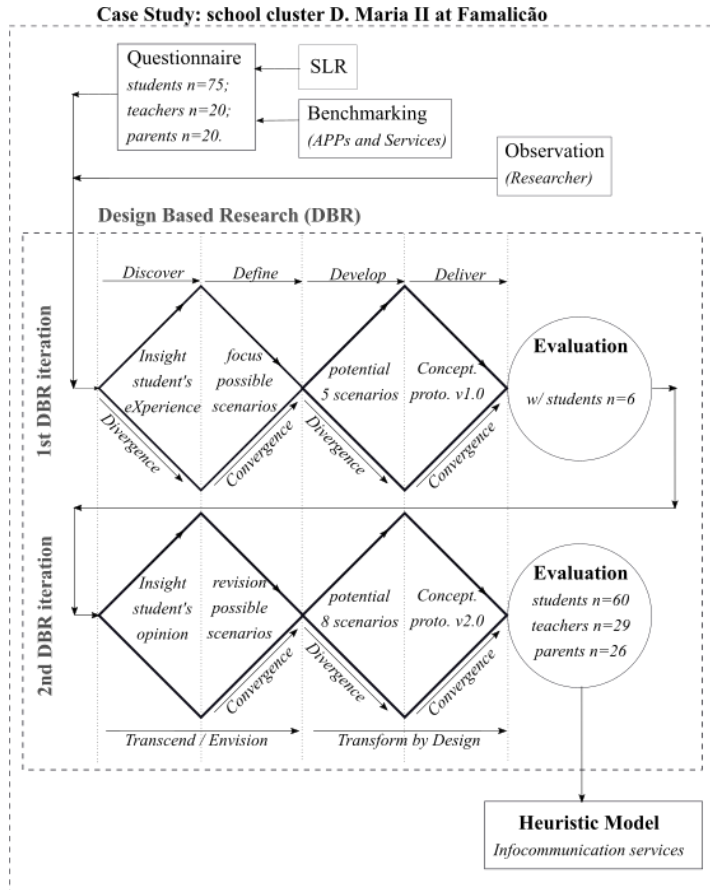 Case Study: school cluster D. Maria II at Famalicão
Questionnaire
students n=75;
teachers n=20;
parents n=20.
SLR
Benchmarking
(APPs and Services)
Observation
(Researcher)
Design Based Research (DBR)
1st DBR iteration
Discover
Define
Develop
Deliver
Insight
student's
eXperience
focus
possible
scenarios
potential
5 scenarios
Concept.
proto. v1.0
Divergence
Convergence
Divergence
Convergence
Evaluation
w/ students n=6
2nd DBR iteration
Insight
student's
opinion
revision
possible
scenarios
potential
8 scenarios
Concept.
proto. v2.0
Convergence
Divergence
Convergence
Evaluation
students n=60
teachers n=29
parents n=26
Transcend / Envision
Transform by Design
Heuristic Model
Infocommunication services